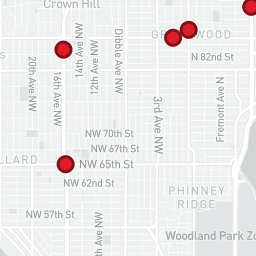 Crown Hill
14th Ave NW
Dibble Ave NW
12th Ave NW
20th Ave NW
16th Ave NW
N 82nd St
3rd Ave NW
Fremont Ave N
NW 70th St
NW 67th St
NW 65th St
NW 62nd St
PHINNEY
RIDGE
NW 57th St
Woodland Park Zo